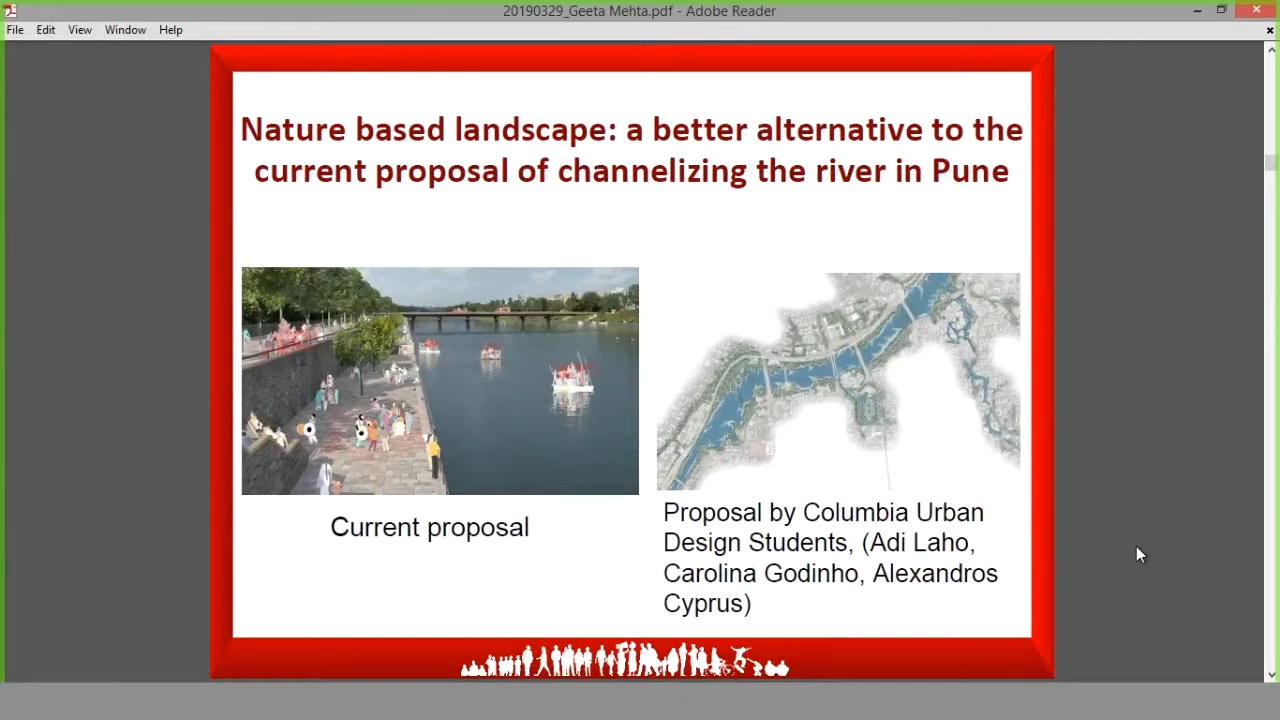 20190329_Geeta Mehta.pdf - Adobe Reader
File Edit View Window Help
Nature based landscape: a better alternative to the
current proposal of channelizing the river in Pune
Current proposal
Proposal by Columbia Urban
Design Students, (Adi Laho,
Carolina Godinho, Alexandros
Cyprus)